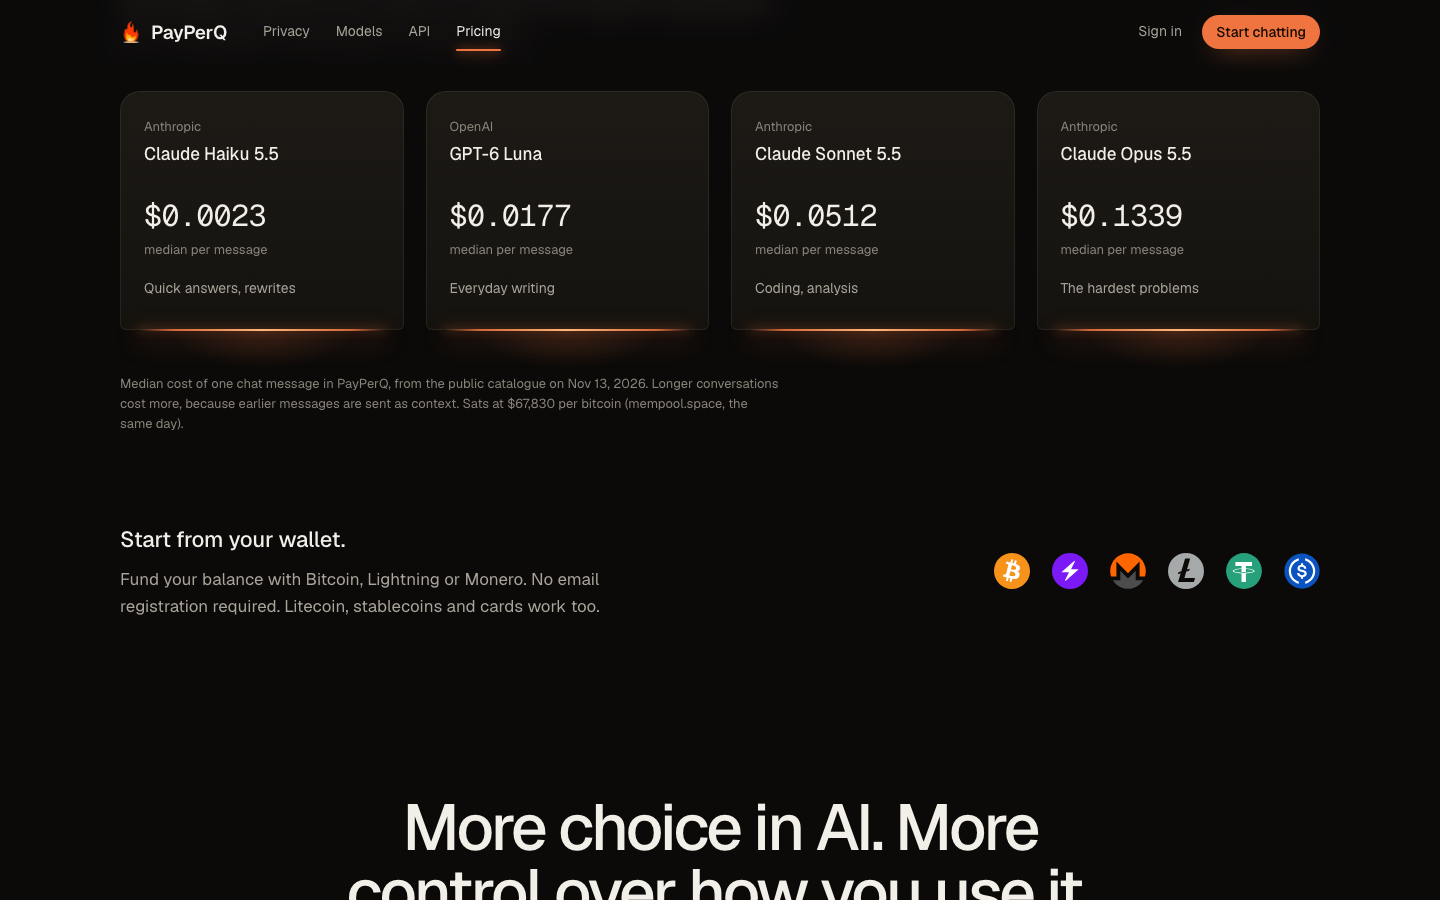 PayPerQ
Privacy
Models
API
Pricing
Sign in
Start chatting
Anthropic
Claude Haiku 5.5
$0.0023
median per message
Quick answers, rewrites
OpenAI
GPT-6 Luna
$0.0177
median per message
Everyday writing
Anthropic
Claude Sonnet 5.5
$0.0512
median per message
Coding, analysis
Anthropic
Claude Opus 5.5
$0.1339
median per message
The hardest problems
Median cost of one chat message in PayPerQ, from the public catalogue on Nov 13, 2026. Longer conversations
cost more, because earlier messages are sent as context. Sats at $67,830 per bitcoin (mempool.space, the
same day).
Start from your wallet.
Fund your balance with Bitcoin, Lightning or Monero. No email
registration required. Litecoin, stablecoins and cards work too.
More choice in AI. More
control over how you use it.